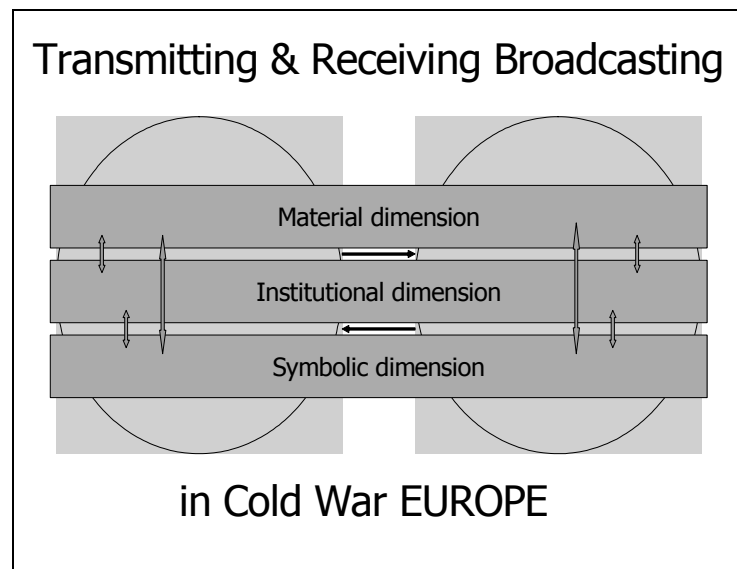 Transmitting & Receiving Broadcasting
Material dimension
Institutional dimension
Symbolic dimension
in Cold War EUROPE